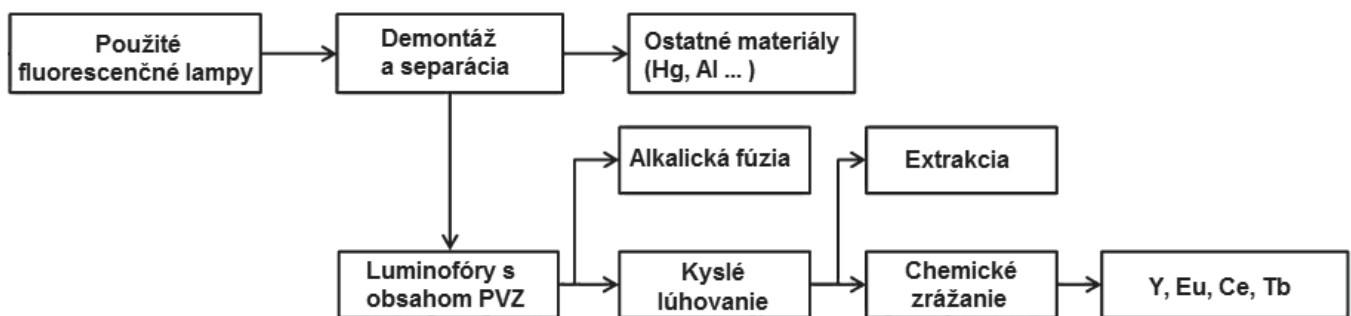 Použité
fluorescenčné lampy
Demontáž
a separácia
Ostatné materiály
(Hg, Al ... )
Alkalická fúzia
Extrakcia
Luminofóry s
obsahom PVZ
Kyslé
lúhovanie
Chemické
zrážanie
Y, Eu, Ce, Tb